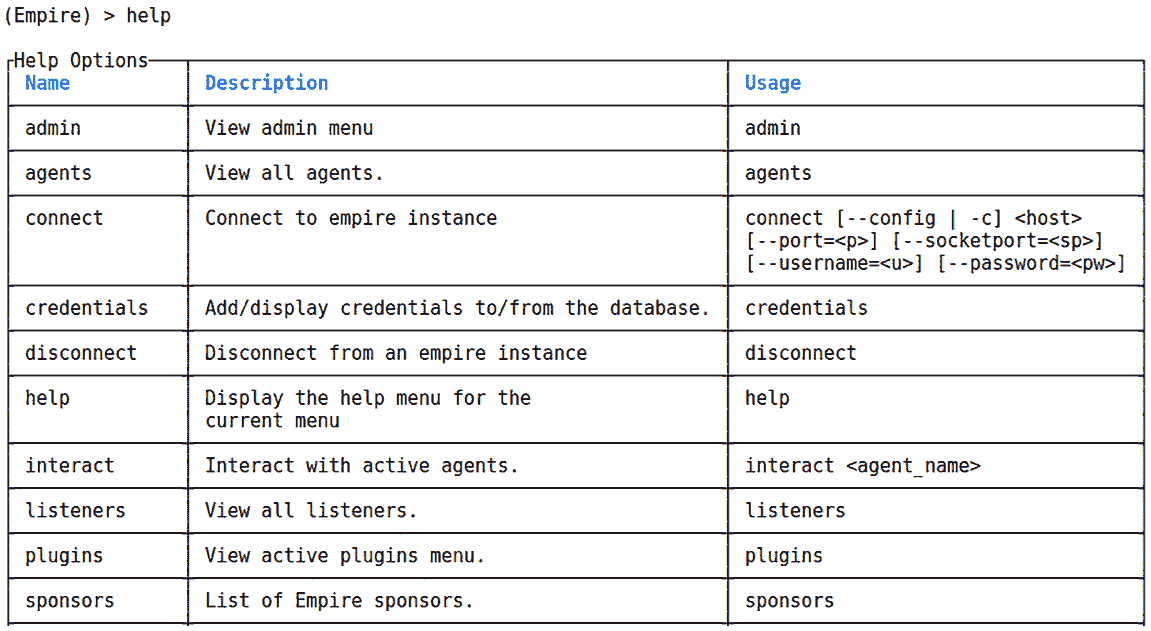 (Empire) > help
Help Options
Name Description Usage
admin View admin menu admin
agents View all agents. agents
connect Connect to empire instance connect [--config | -c] <host>
[--port=<p>] [--socketport=<sp>]
[--username=<u>] [--password=<pw>]
credentials Add/display credentials to/from the database. credentials
disconnect Disconnect from an empire instance disconnect
help Display the help menu for the help
current menu
interact Interact with active agents. interact <agent_name>
listeners View all listeners. listeners
plugins View active plugins menu. plugins
sponsors List of Empire sponsors. sponsors